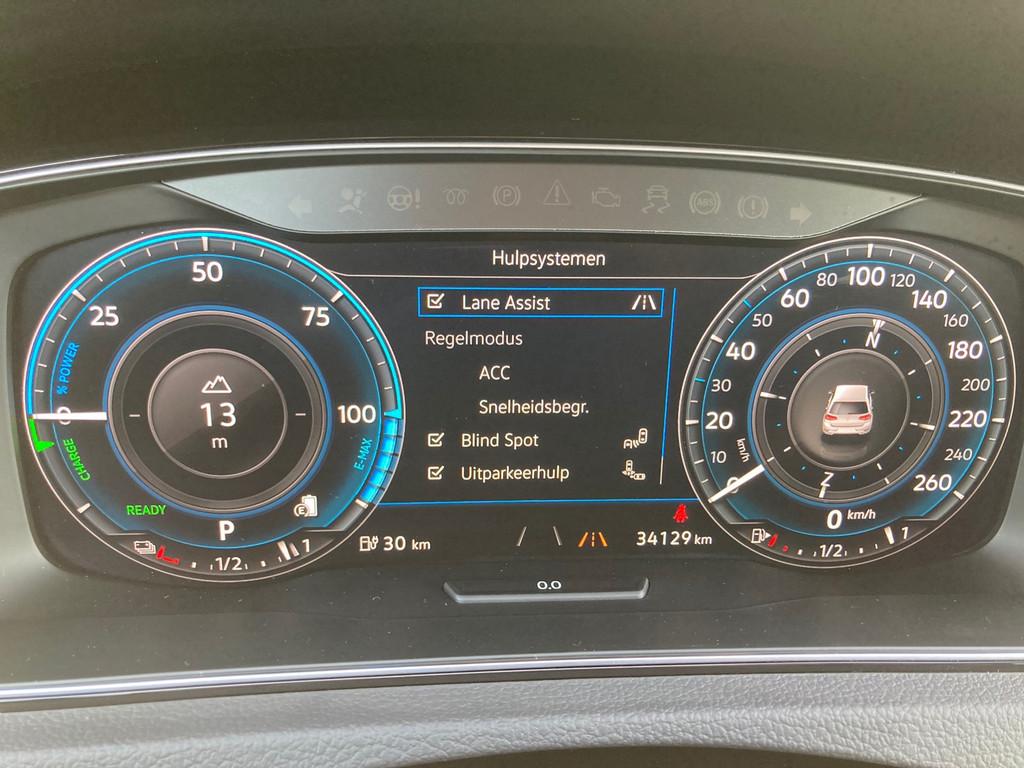 ABS
Hulpsystemen
Lane Assist
Regelmodus
ACC
Snelheidsbegr.
Blind Spot
Uitparkeerhulp
% POWER
0
25
50
75
100
E-MAX
CHARGE
13
m
READY
E
P
1/2
1
30 km
34129 km
0.0
0
10
20
30
40
50
60
80
100
120
140
160
180
200
220
240
260
km/h
N
Z
0 km/h
1/2
1